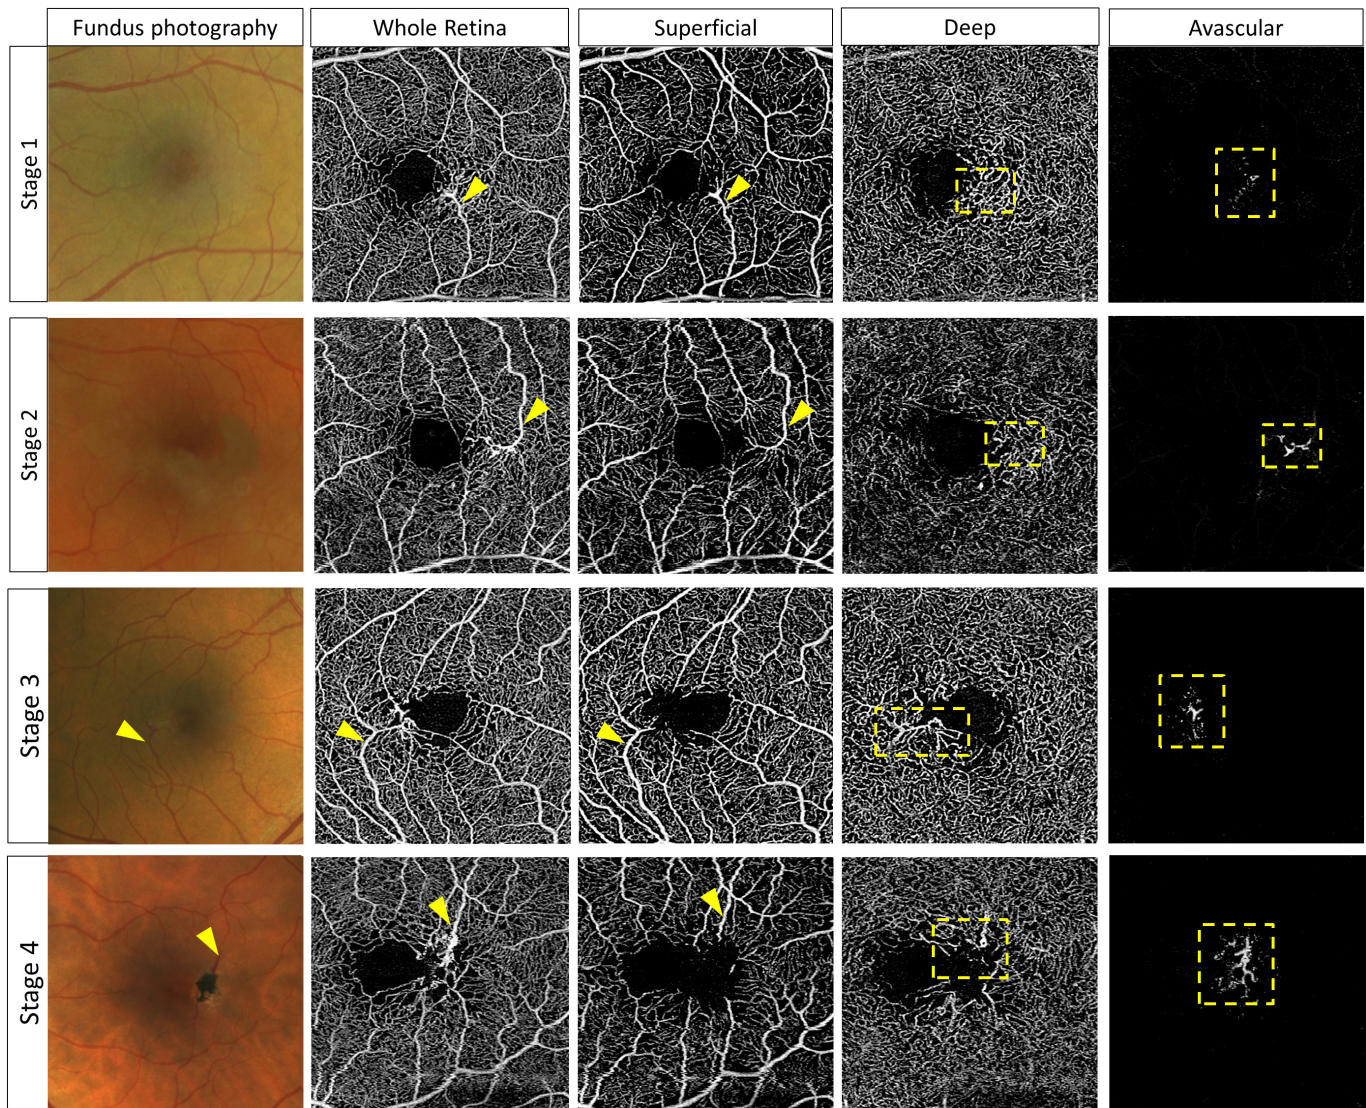 Fundus photography
Whole Retina
Superficial
Deep
Avascular
Stage 1
Stage 2
Stage 3
Stage 4